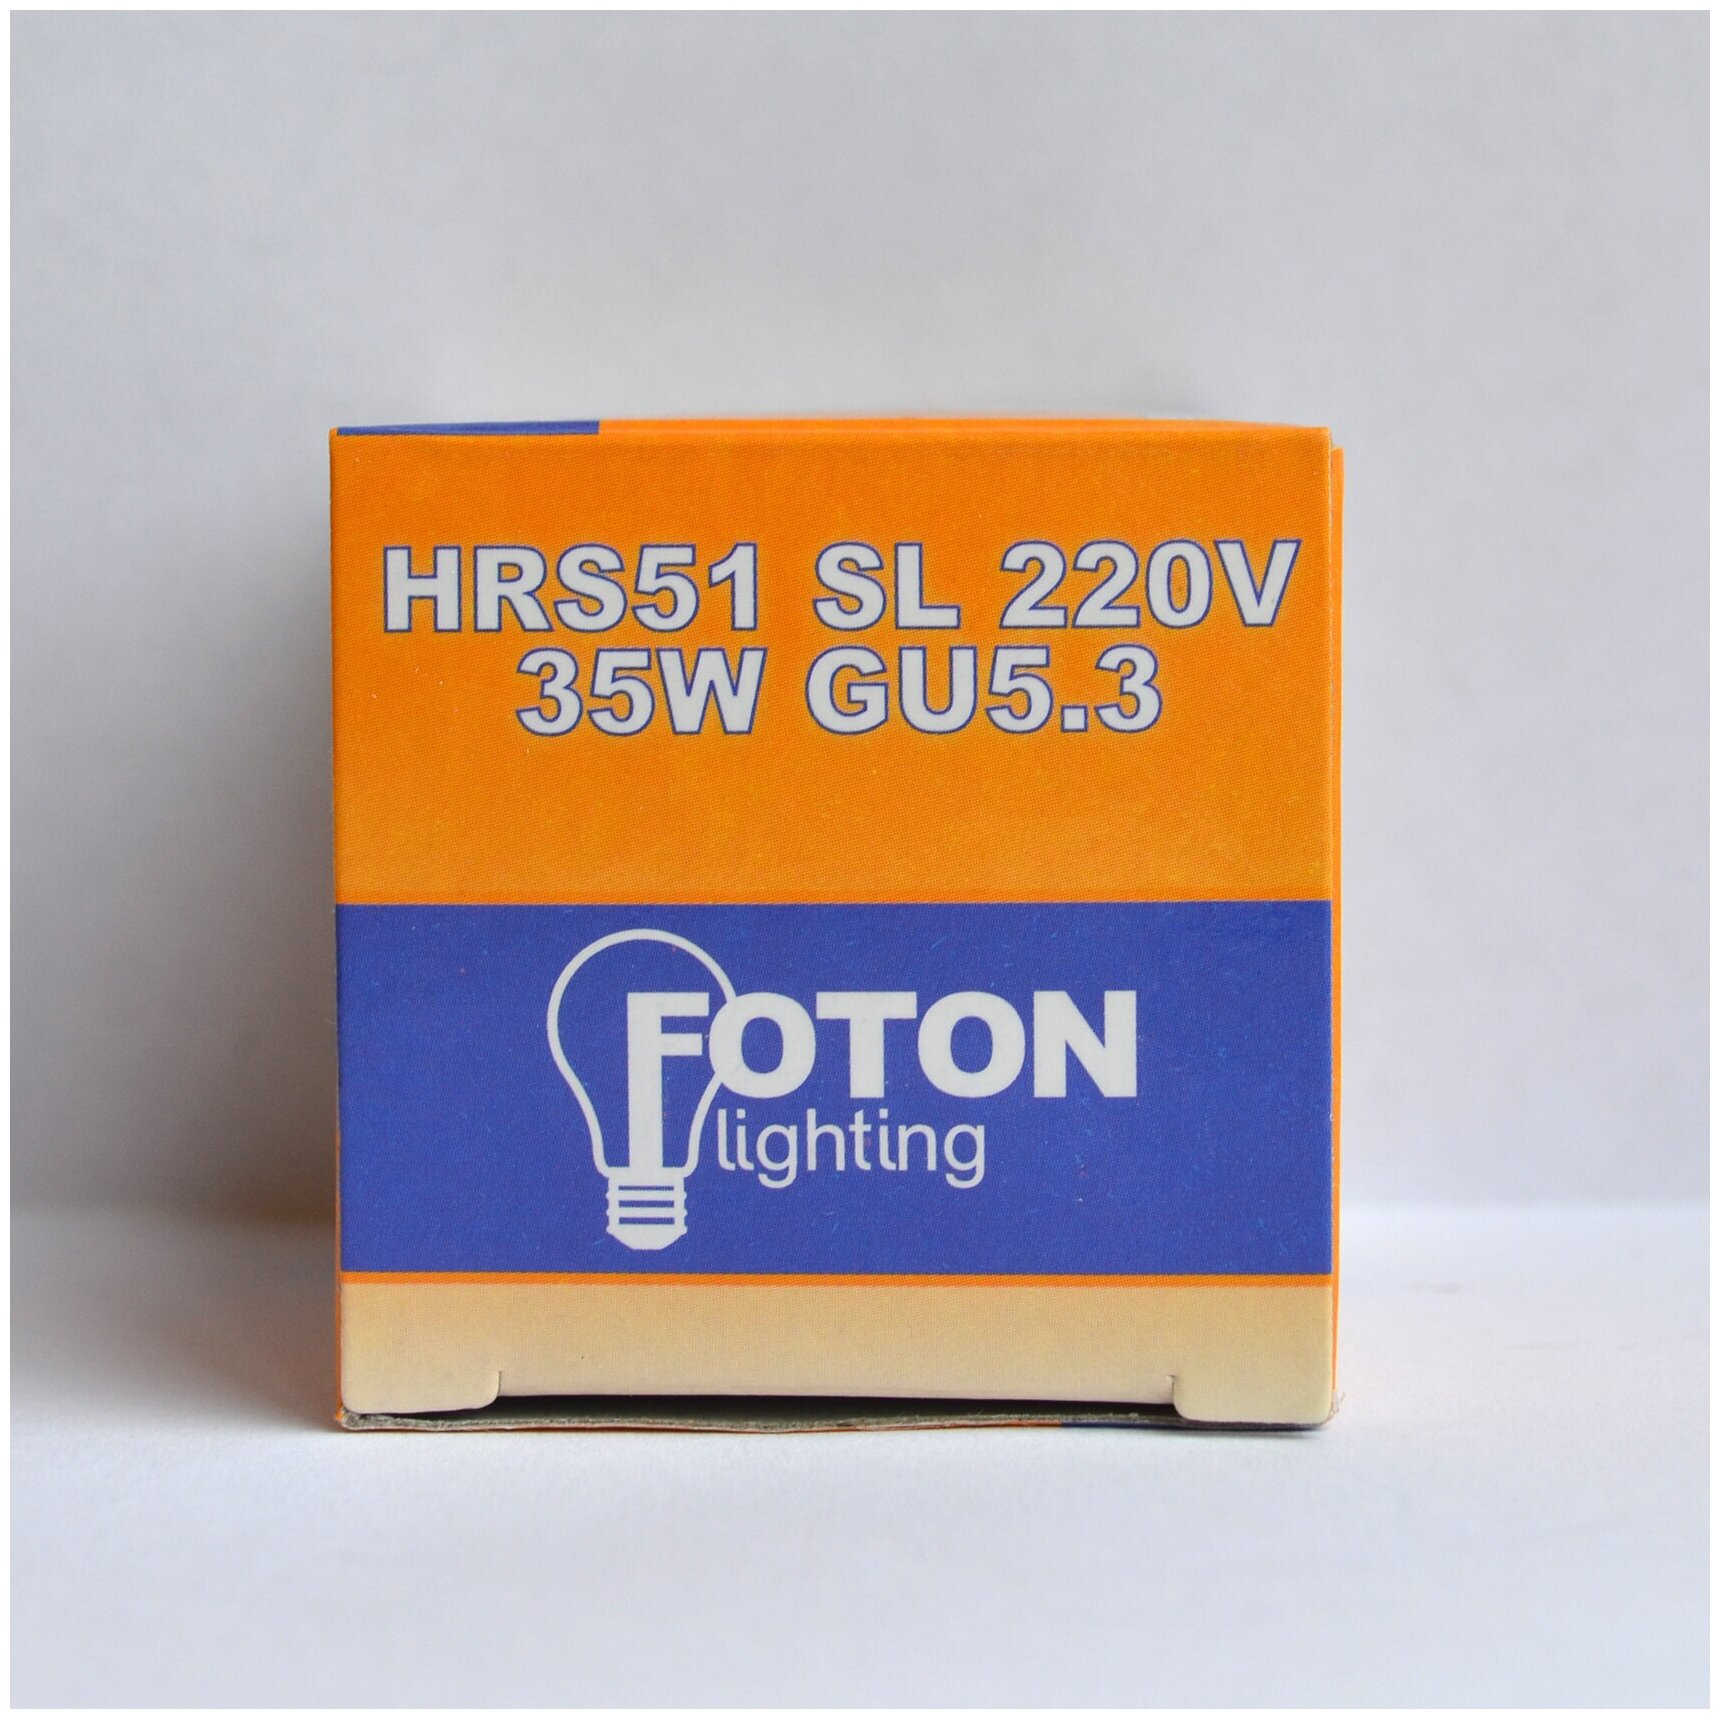 HRS51 SL 220V
35W GU5.3
FOTON
lighting